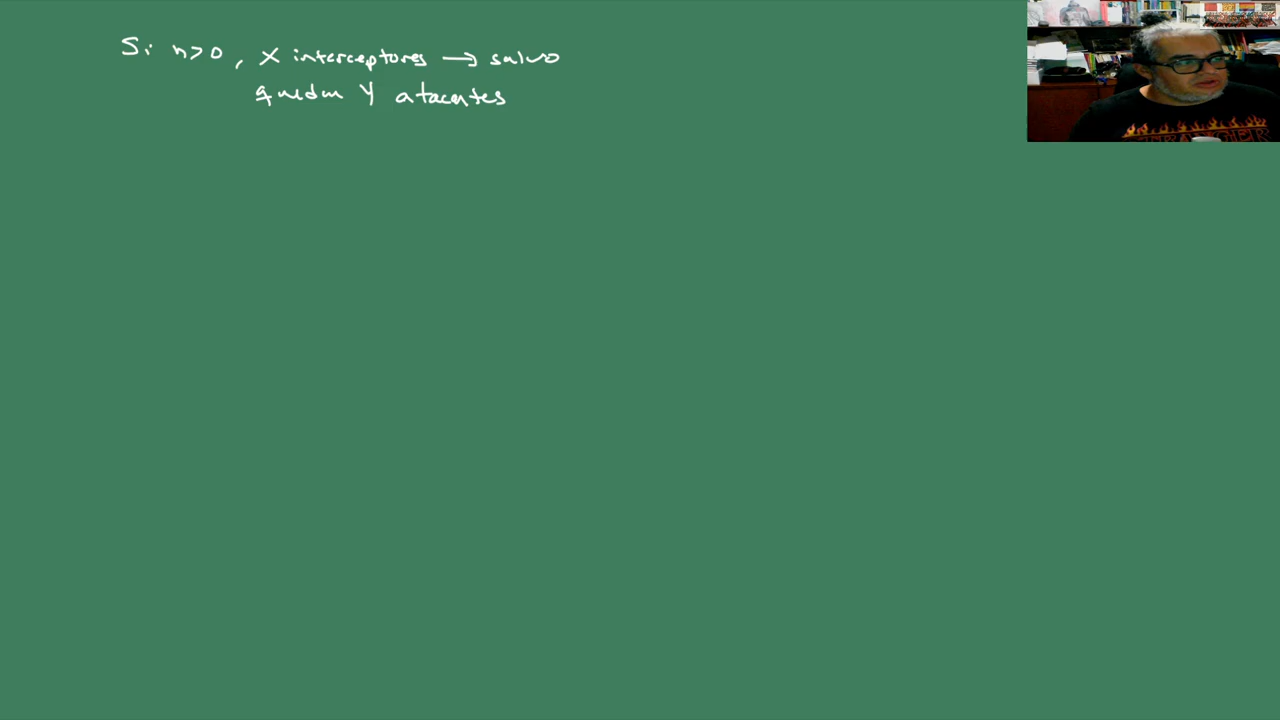 Si n>0, X interceptores → salvo
quedan Y atacantes